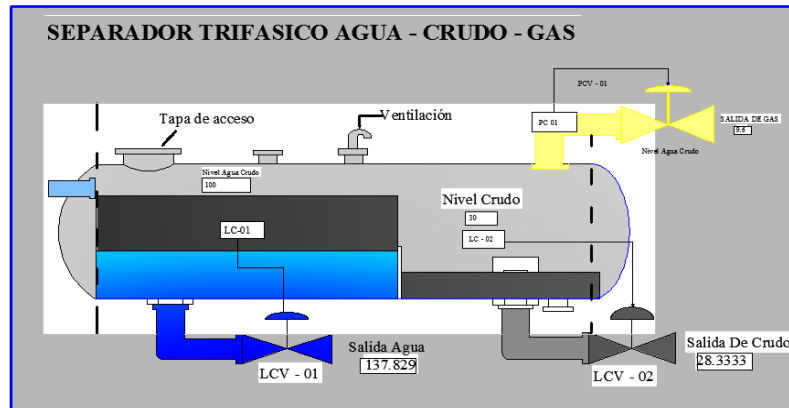 SEPARADOR TRIFASICO AGUA - CRUDO - GAS
PCV - 01
Tapa de acceso
Ventilación
PC 01
SALIDA DE GAS
9.6
Nivel Agua Crudo
Nivel Agua Crudo
100
Nivel Crudo
30
LC-01
LC - 02
Salida Agua
137.829
Salida De Crudo
28.3333
LCV - 01
LCV - 02